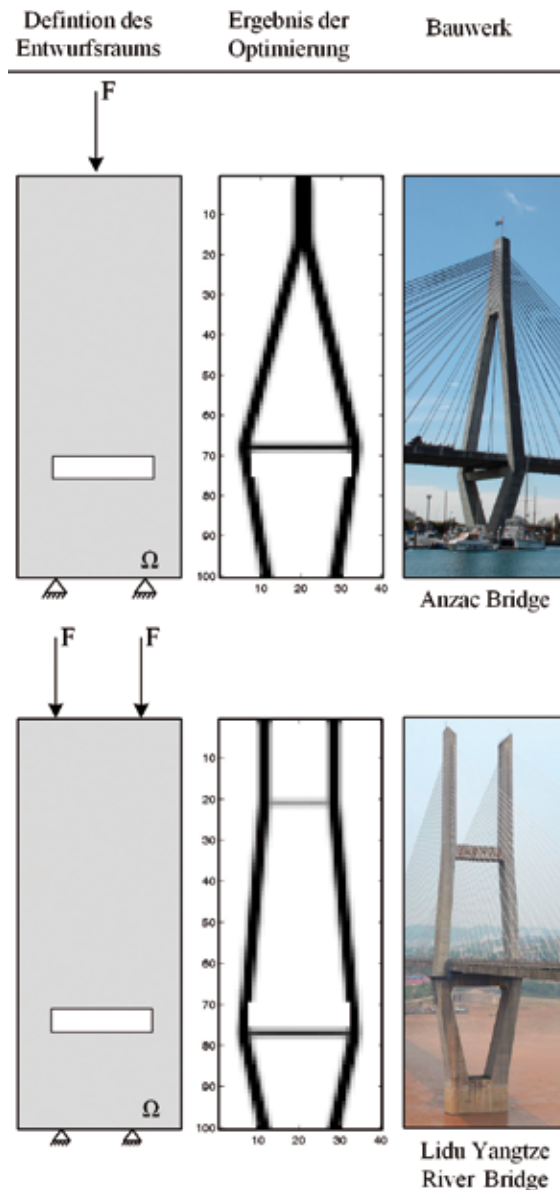 Defintion des
Entwurfsraums
Ergebnis der
Optimierung
Bauwerk
F
Ω
10
20
30
40
50
60
70
80
90
100
10 20 30 40
Anzac Bridge
F F
Ω
10
20
30
40
50
60
70
80
90
100
10 20 30 40
Lidu Yangtze
River Bridge